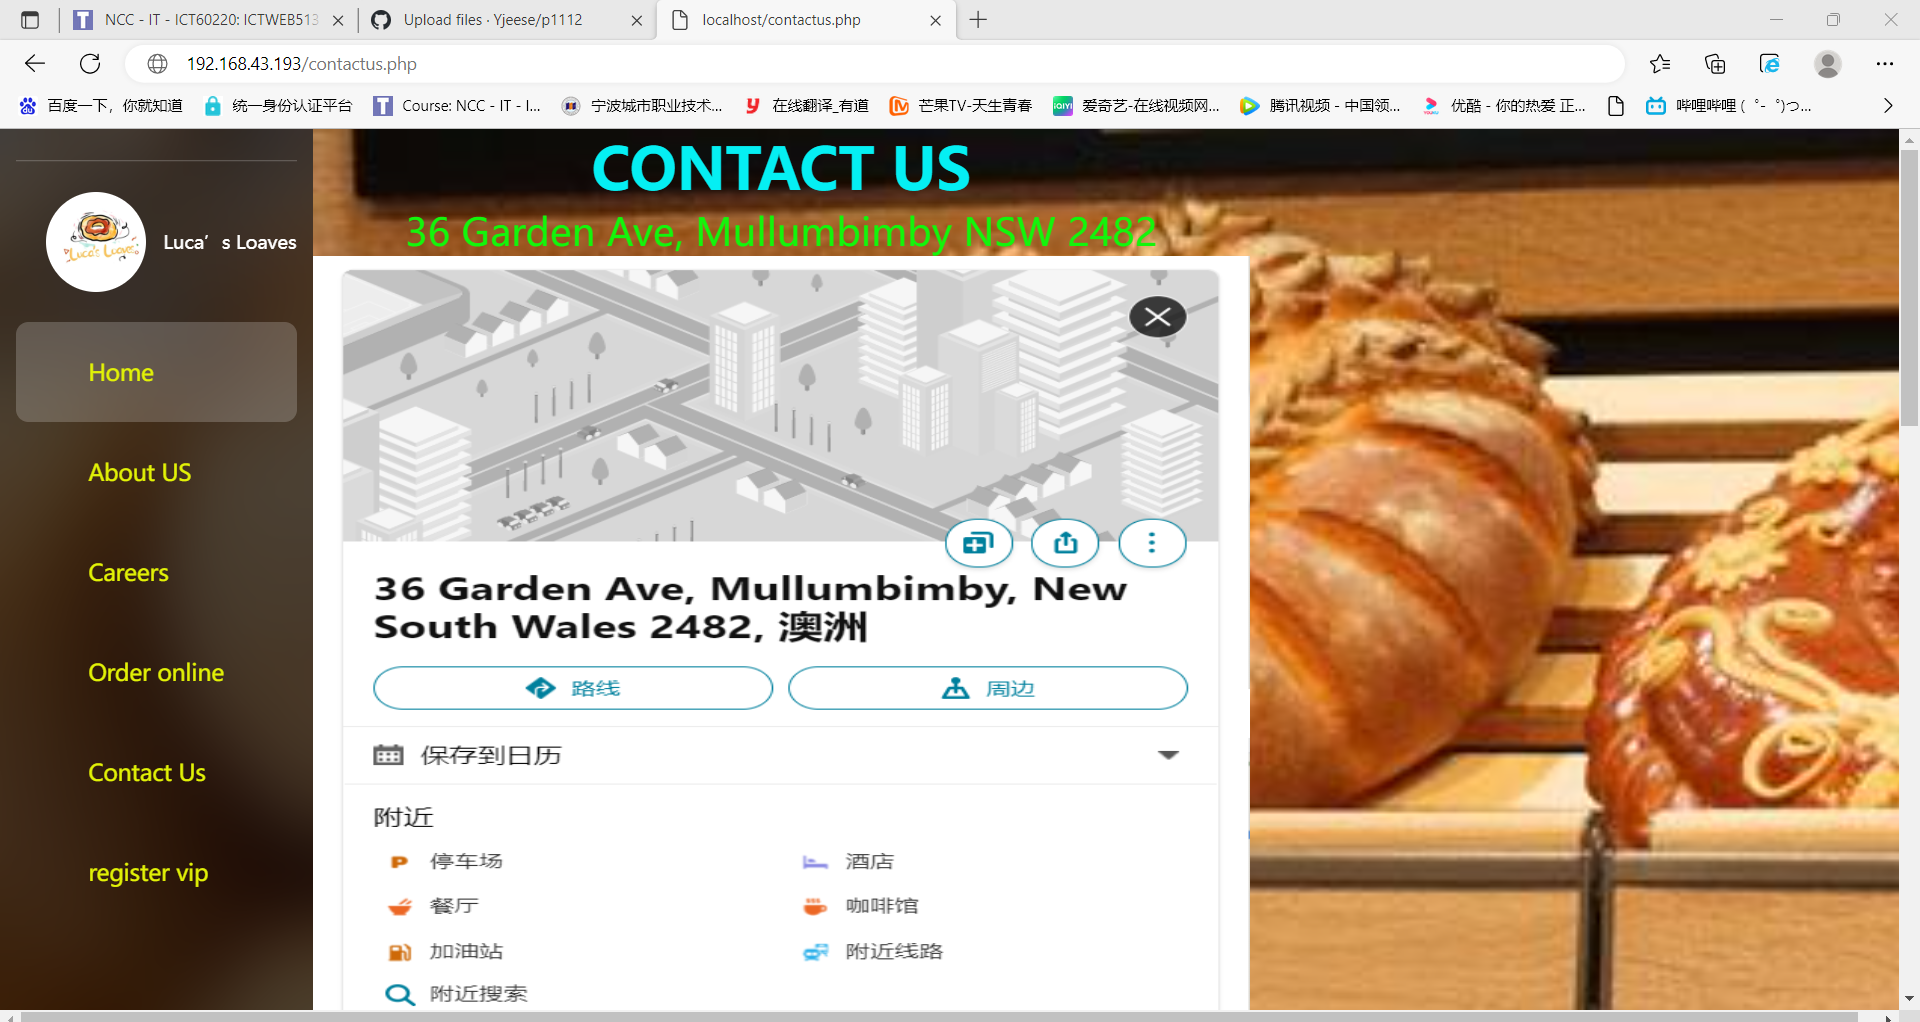 NCC - IT - ICT60220: ICTWEB513
Upload files · Yjeese/p1112
localhost/contactus.php
192.168.43.193/contactus.php
百度一下，你就知道
统一身份认证平台
Course: NCC - IT - I...
宁波城市职业技术...
在线翻译_有道
芒果TV-天生青春
爱奇艺-在线视频网...
腾讯视频 - 中国领...
优酷 - 你的热爱 正...
哔哩哔哩 (゜-゜)つ...
CONTACT US
36 Garden Ave, Mullumbimby NSW 2482
Luca's Loaves
Luca’s Loaves
Home
About US
Careers
Order online
Contact Us
register vip
36 Garden Ave, Mullumbimby, New
South Wales 2482, 澳洲
路线
周边
保存到日历
附近
P 停车场
酒店
餐厅
咖啡馆
加油站
附近线路
附近搜索